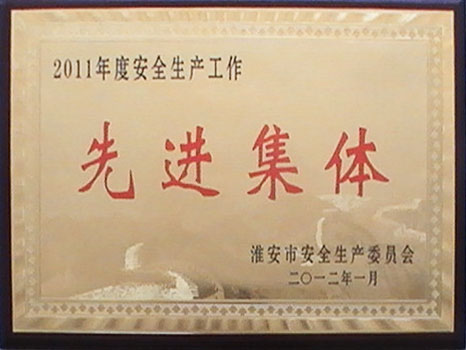 2011年度安全生产工作
先进集体
淮安市安全生产委员会
二〇一二年一月